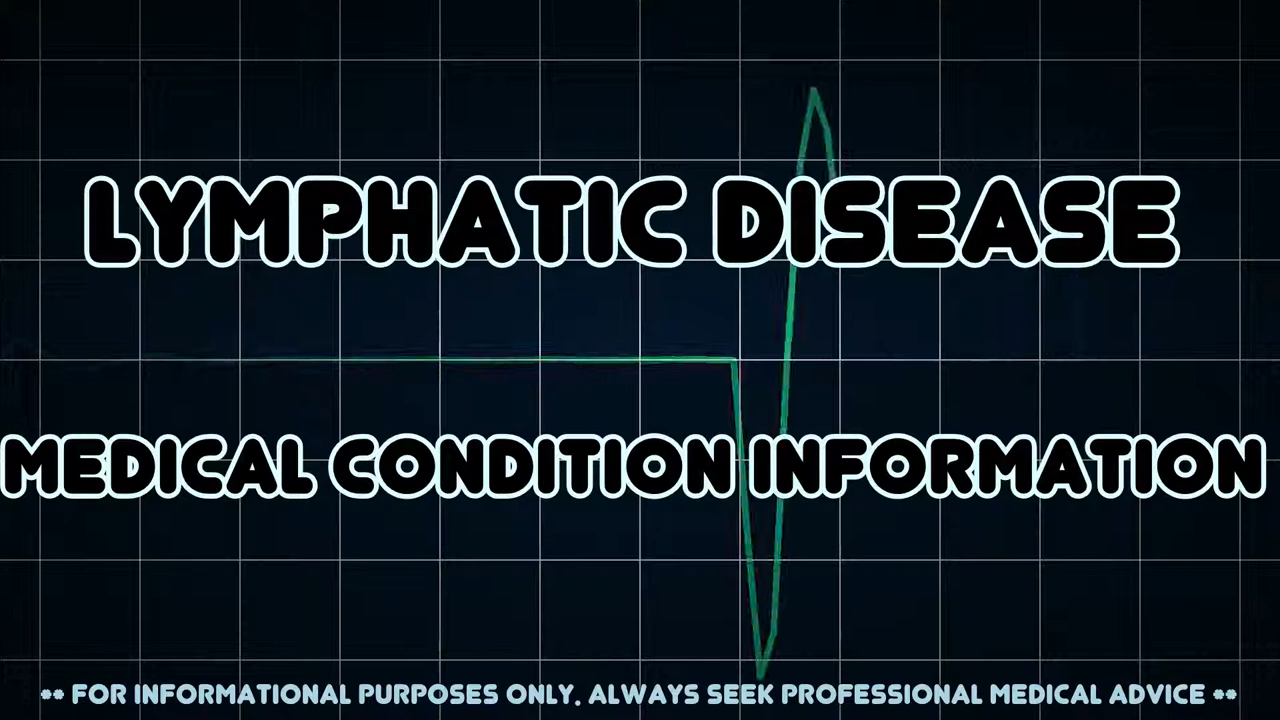 LYMPHATIC DISEASE
MEDICAL CONDITION INFORMATION
** FOR INFORMATIONAL PURPOSES ONLY. ALWAYS SEEK PROFESSIONAL MEDICAL ADVICE **